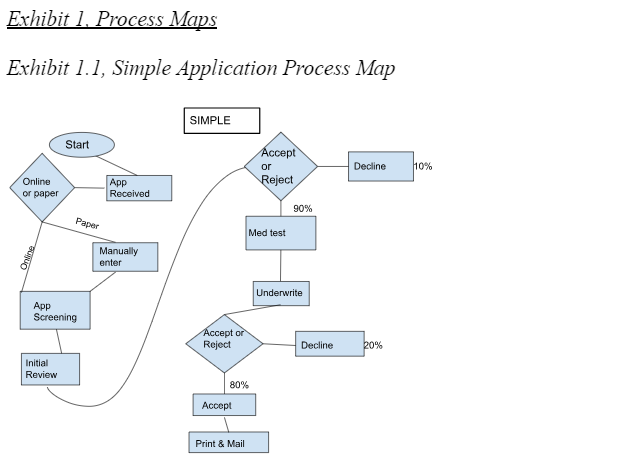 Exhibit 1, Process Maps
Exhibit 1.1, Simple Application Process Map
SIMPLE
Start
App
Received
Online
or paper
Paper
Online
Manually
enter
App
Screening
Initial
Review
Accept
or
Reject
Decline
10%
90%
Med test
Underwrite
Accept or
Reject
Decline
20%
80%
Accept
Print & Mail